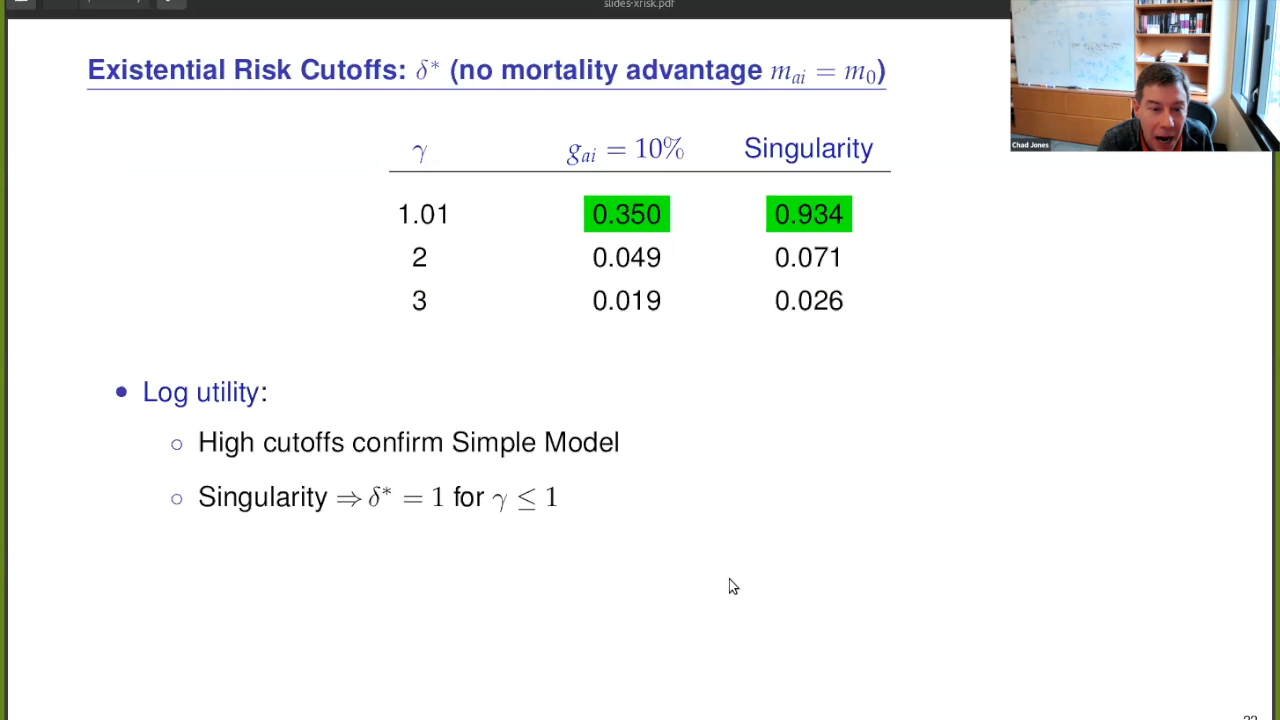 slides-xrisk.pdf
Existential Risk Cutoffs: δ* (no mortality advantage m_ai = m_0)
γ g_ai = 10% Singularity
1.01 0.350 0.934
2 0.049 0.071
3 0.019 0.026
• Log utility:
○ High cutoffs confirm Simple Model
○ Singularity ⇒ δ* = 1 for γ ≤ 1
Chad Jones